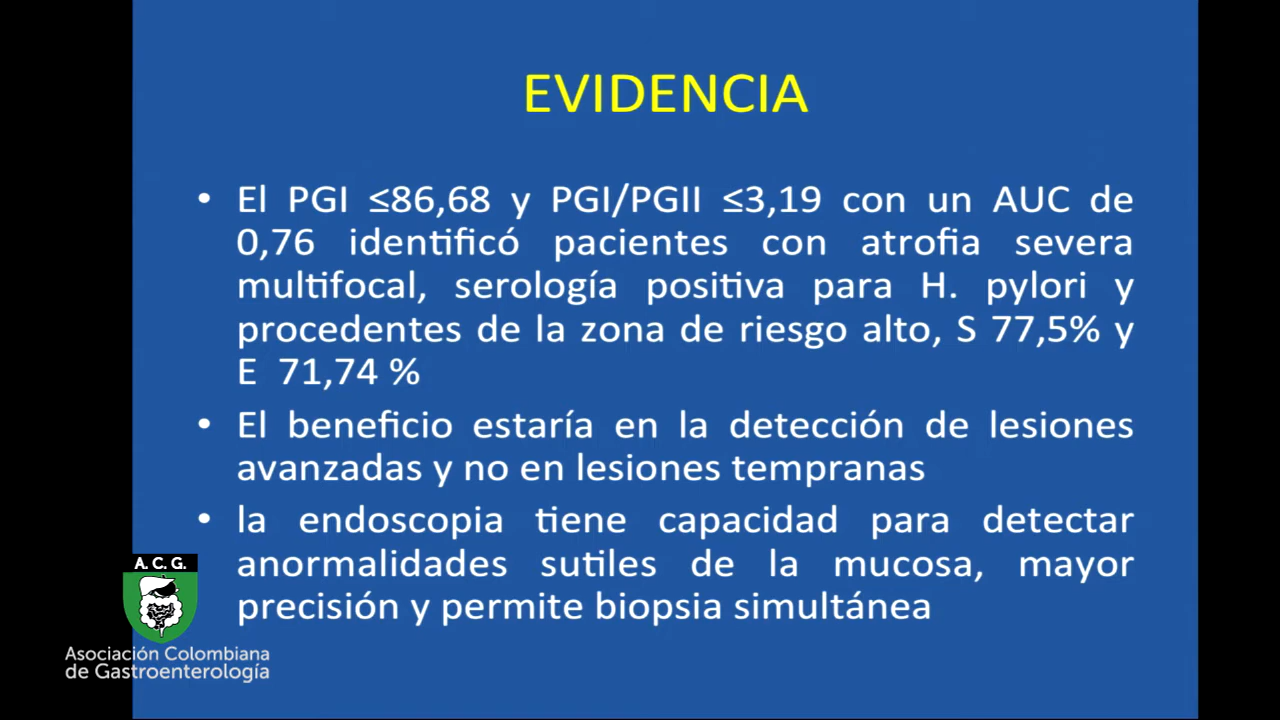 EVIDENCIA
• El PGI ≤86,68 y PGI/PGII ≤3,19 con un AUC de
0,76 identificó pacientes con atrofia severa
multifocal, serología positiva para H. pylori y
procedentes de la zona de riesgo alto, S 77,5% y
E 71,74 %
• El beneficio estaría en la detección de lesiones
avanzadas y no en lesiones tempranas
• la endoscopia tiene capacidad para detectar
anormalidades sutiles de la mucosa, mayor
precisión y permite biopsia simultánea
A. C. G.
Asociación Colombiana
de Gastroenterología